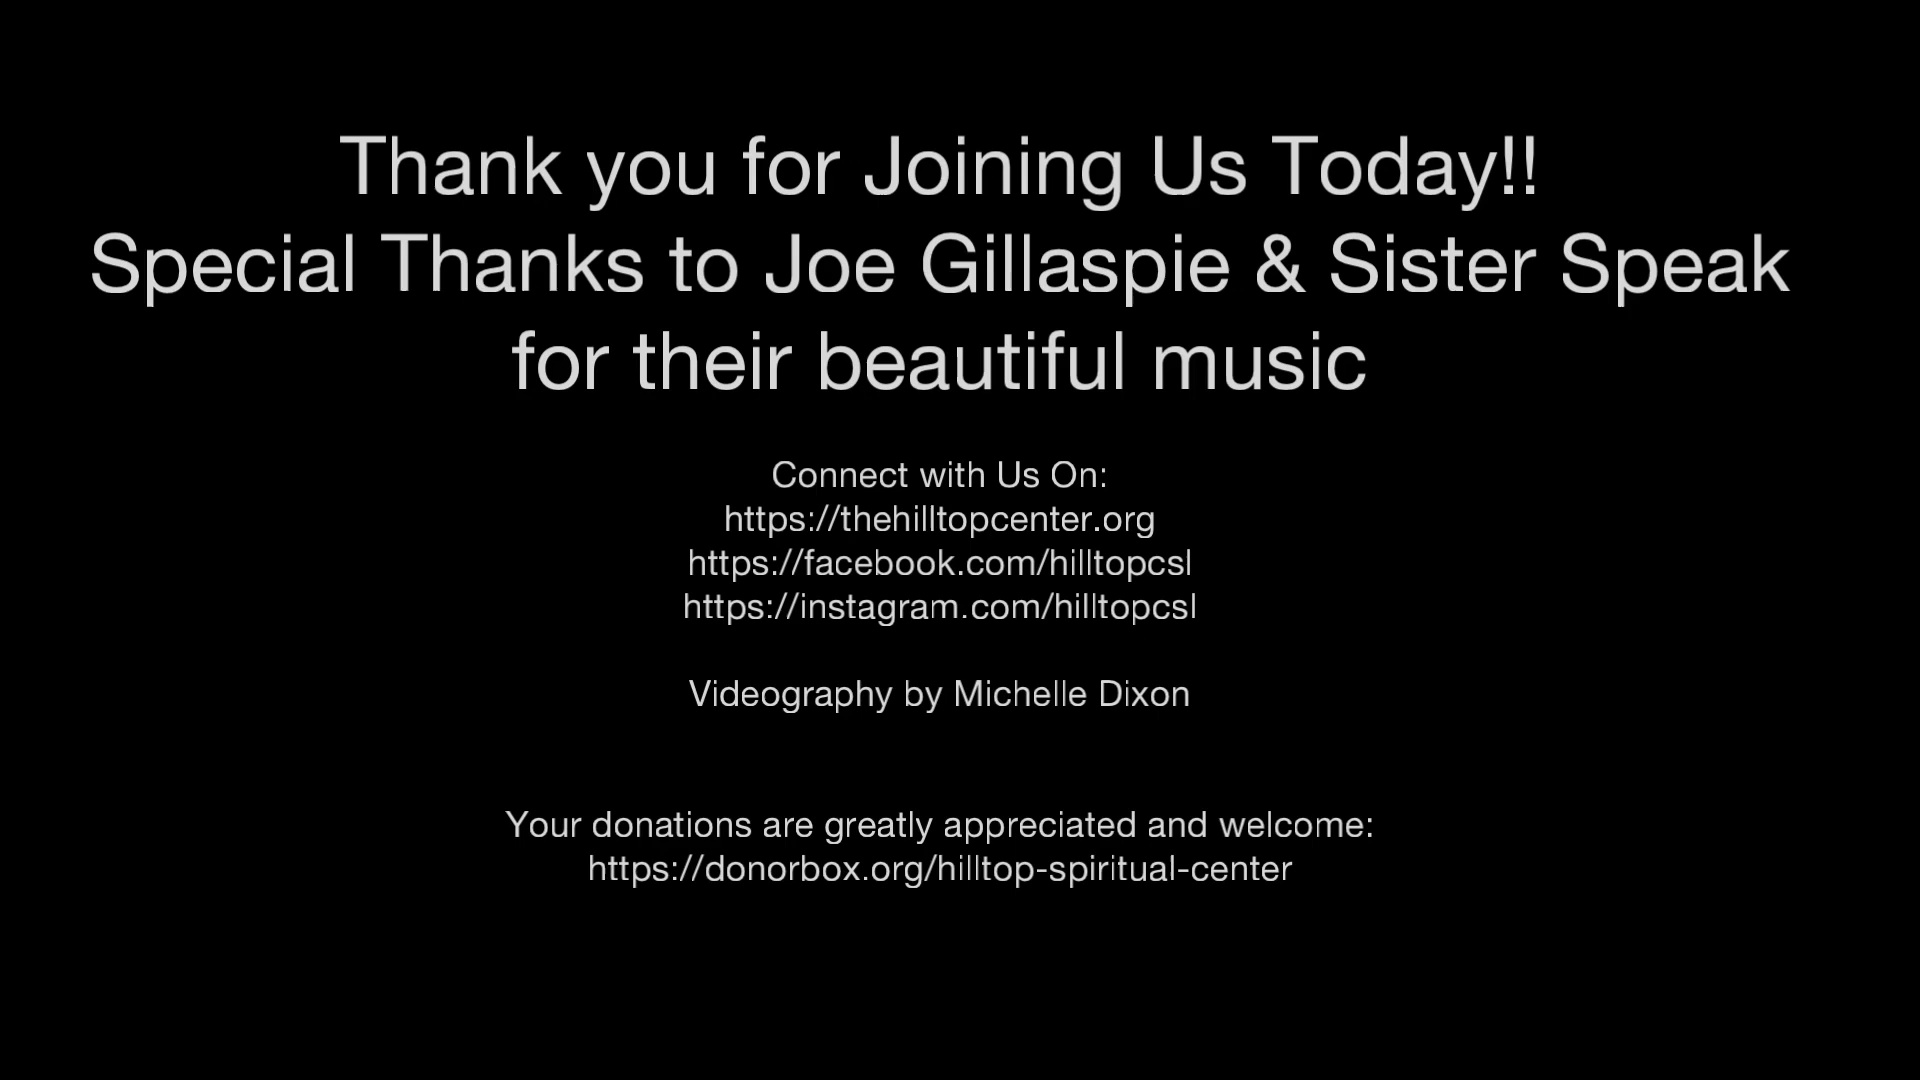 Thank you for Joining Us Today!!
Special Thanks to Joe Gillaspie & Sister Speak
for their beautiful music
Connect with Us On:
https://thehilltopcenter.org
https://facebook.com/hilltopcsl
https://instagram.com/hilltopcsl
Videography by Michelle Dixon
Your donations are greatly appreciated and welcome:
https://donorbox.org/hilltop-spiritual-center